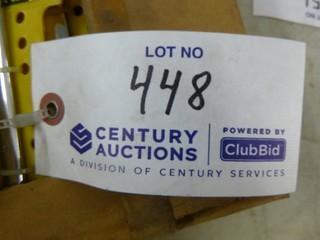 LOT NO
448
CENTURY
AUCTIONS
POWERED BY
ClubBid
A DIVISION OF CENTURY SERVICES